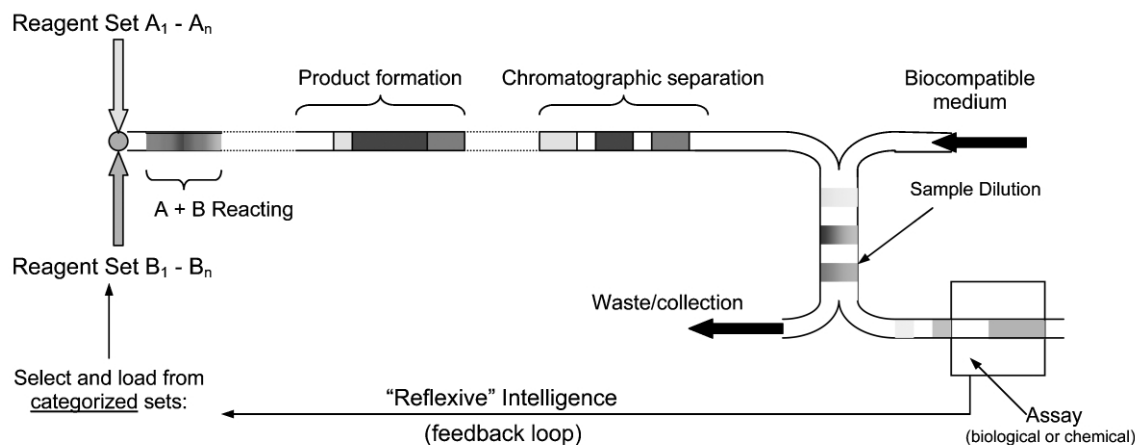 Reagent Set A₁ - Aₙ
Product formation
Chromatographic separation
Biocompatible
medium
A + B Reacting
Sample Dilution
Reagent Set B₁ - Bₙ
Waste/collection
Select and load from
categorized sets:
“Reflexive” Intelligence
(feedback loop)
Assay
(biological or chemical)